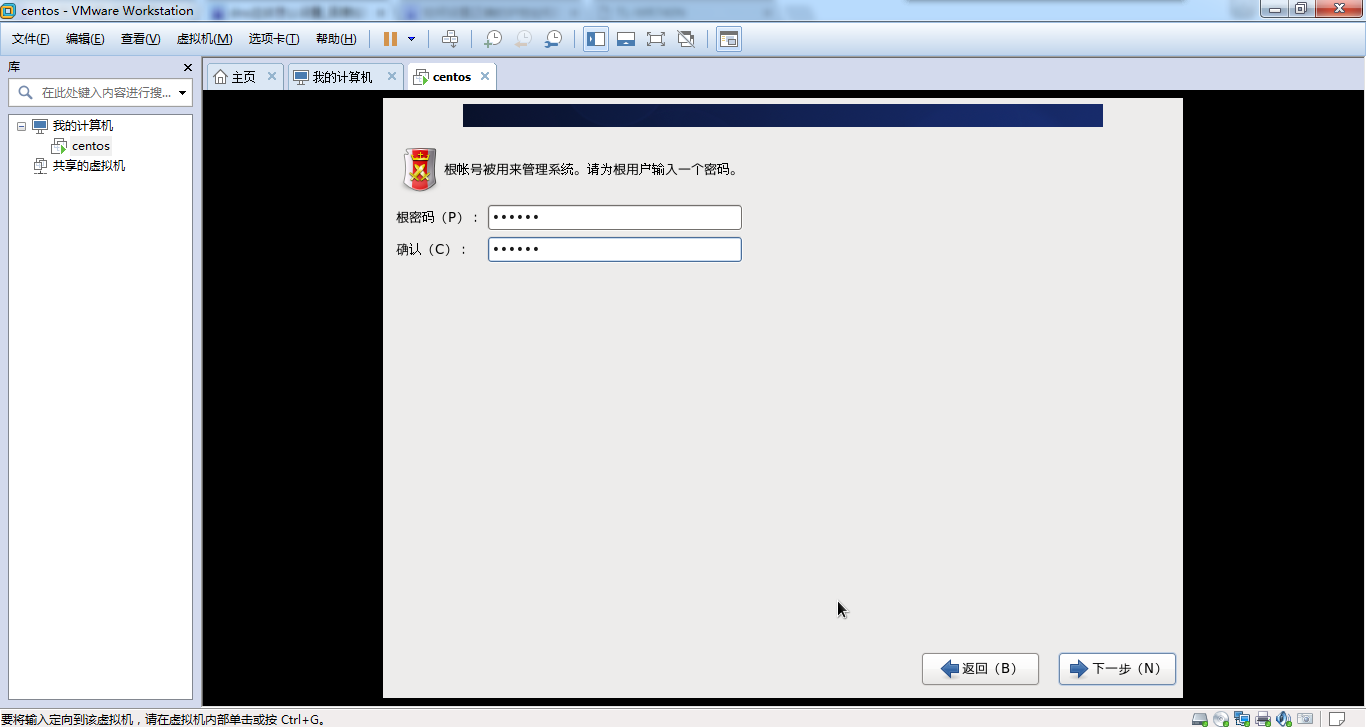 centos - VMware Workstation
文件(F) 编辑(E) 查看(V) 虚拟机(M) 选项卡(T) 帮助(H)
库
在此处键入内容进行搜...
我的计算机
centos
共享的虚拟机
主页 我的计算机 centos
根帐号被用来管理系统。请为根用户输入一个密码。
根密码（P）： ••••••
确认（C）： ••••••
返回（B） 下一步（N）
要将输入定向到该虚拟机，请在虚拟机内部单击或按 Ctrl+G。